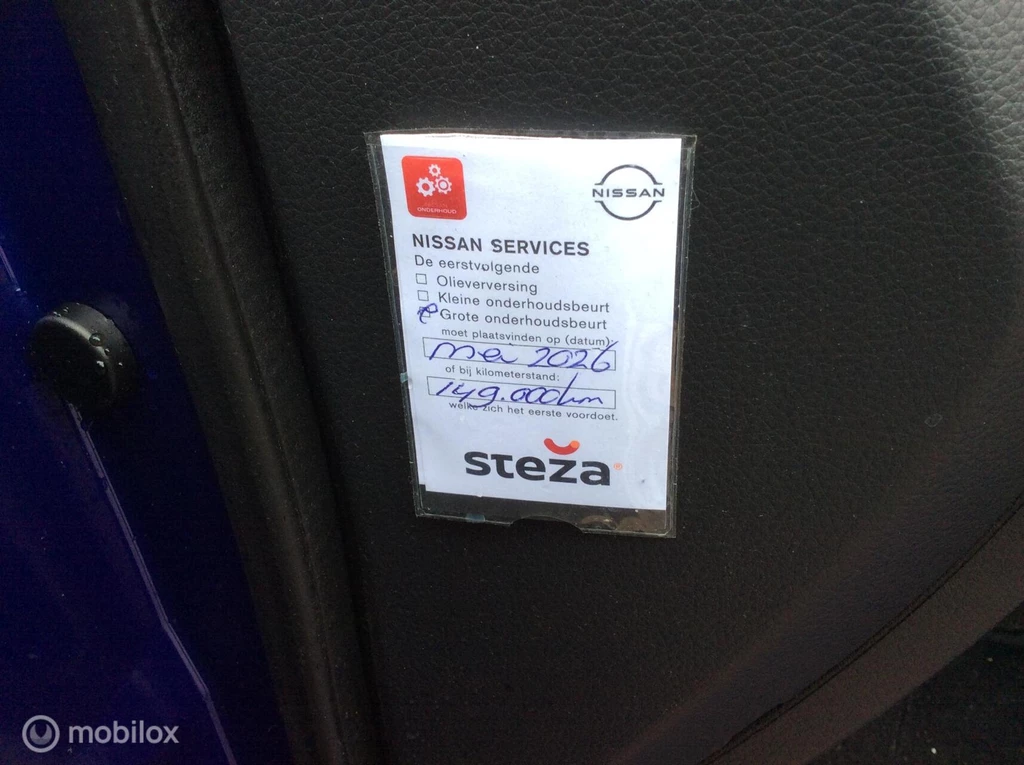 ONDERHOUD
NISSAN
NISSAN SERVICES
De eerstvolgende
Olieverversing
Kleine onderhoudsbeurt
Grote onderhoudsbeurt
moet plaatsvinden op (datum):
mei 2026
of bij kilometerstand:
149.000km
welke zich het eerste voordoet.
steža®
mobilox